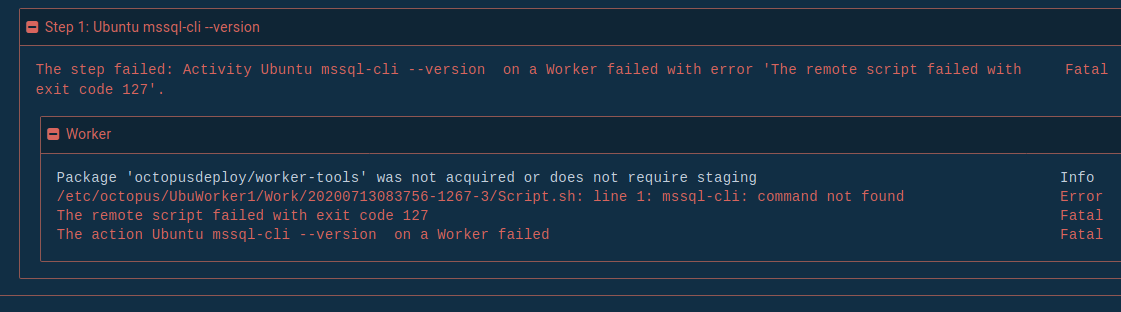 Step 1: Ubuntu mssql-cli --version
The step failed: Activity Ubuntu mssql-cli --version  on a Worker failed with error 'The remote script failed with Fatal
exit code 127'.
Worker
Package 'octopusdeploy/worker-tools' was not acquired or does not require staging Info
/etc/octopus/UbuWorker1/Work/20200713083756-1267-3/Script.sh: line 1: mssql-cli: command not found Error
The remote script failed with exit code 127 Fatal
The action Ubuntu mssql-cli --version  on a Worker failed Fatal